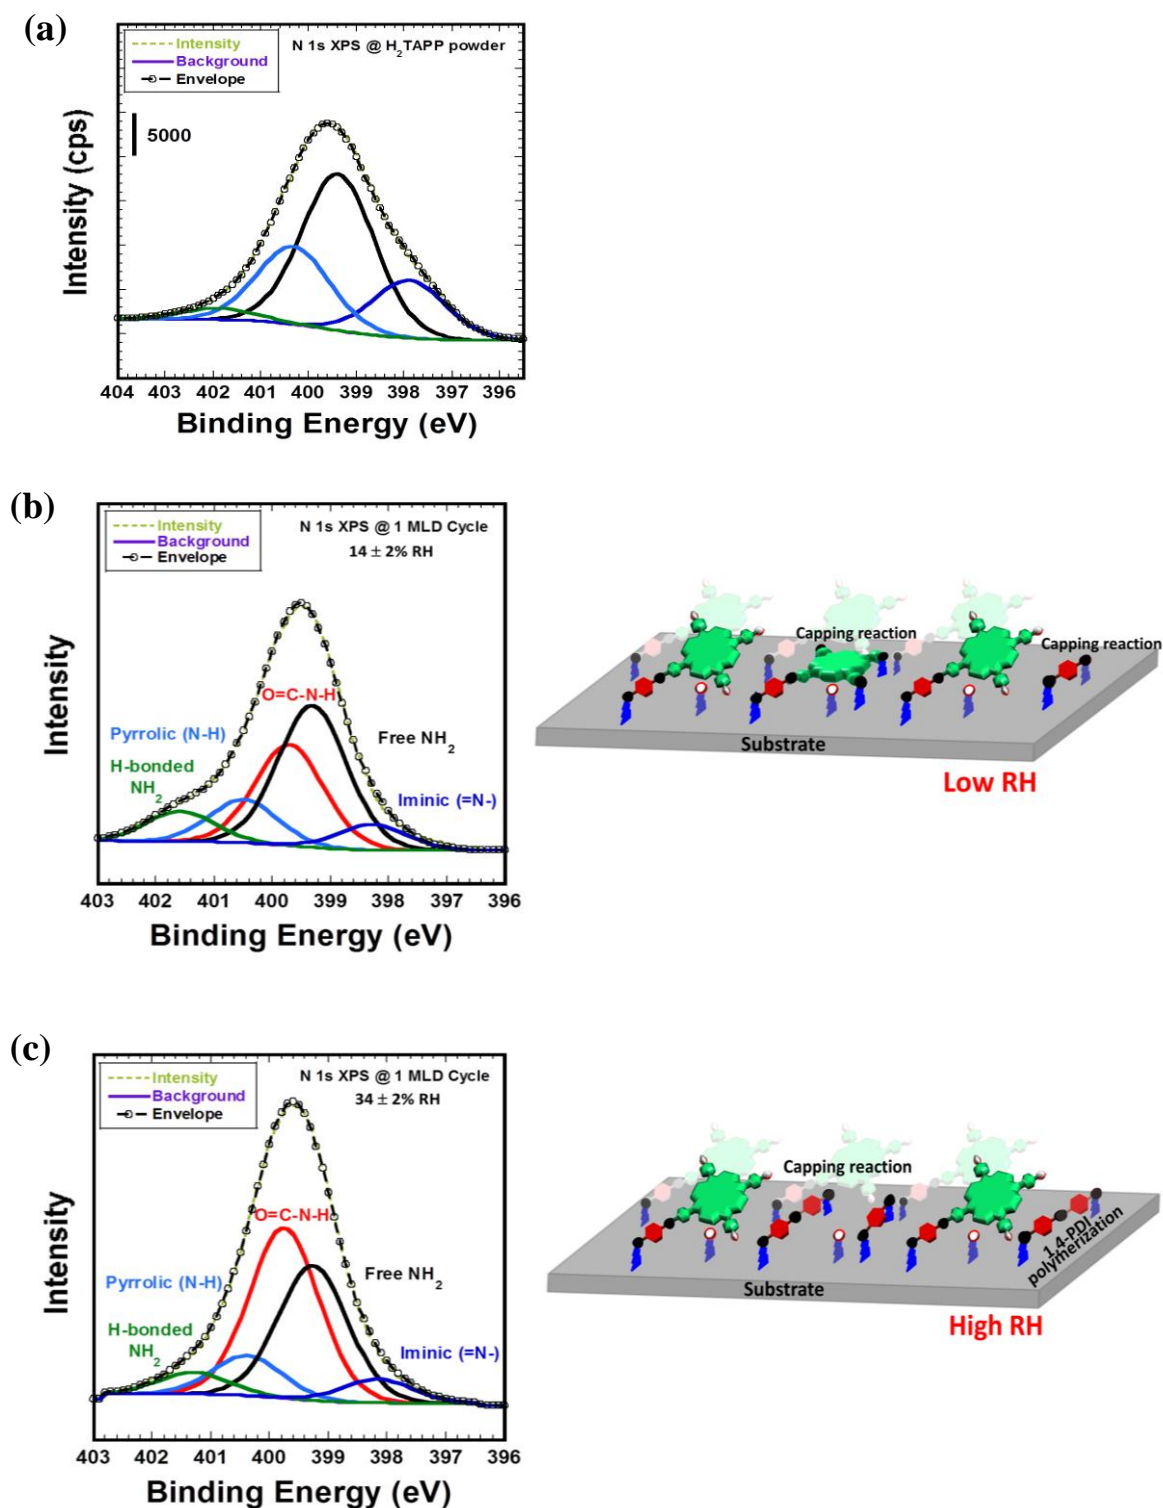 (a)
Intensity
Background
Envelope
N 1s XPS @ H2TAPP powder
5000
Intensity (cps)
404 403 402 401 400 399 398 397 396
Binding Energy (eV)
(b)
Intensity
Background
Envelope
N 1s XPS @ 1 MLD Cycle
14 ± 2% RH
O=C-N-H
Pyrrolic (N-H)
Free NH2
H-bonded
NH2
Iminic (=N-)
Intensity
403 402 401 400 399 398 397 396
Binding Energy (eV)
Capping reaction
Capping reaction
Substrate
Low RH
(c)
Intensity
Background
Envelope
N 1s XPS @ 1 MLD Cycle
34 ± 2% RH
O=C-N-H
Free NH2
Pyrrolic (N-H)
H-bonded
NH2
Iminic (=N-)
Intensity
403 402 401 400 399 398 397 396
Binding Energy (eV)
Capping reaction
1,4-PDI
polymerization
Substrate
High RH